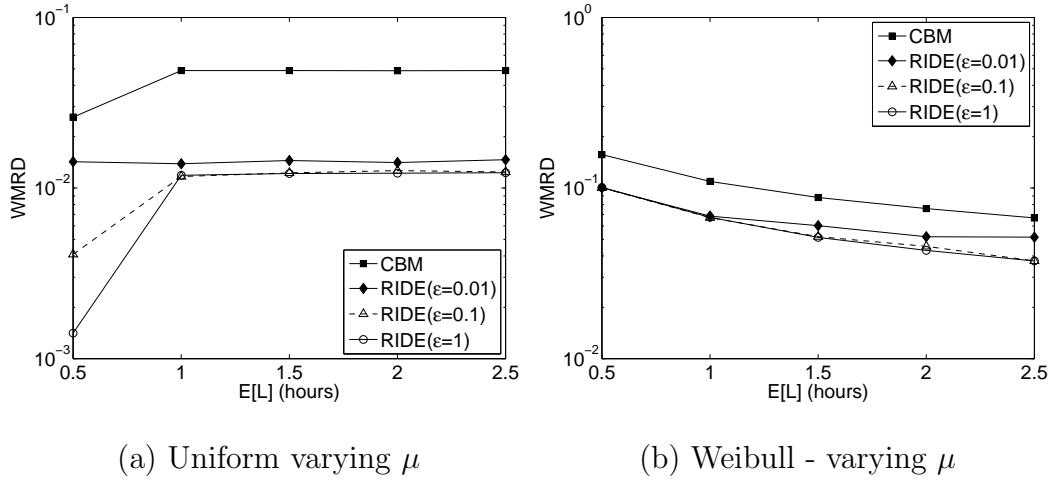 10⁻¹
10⁻²
10⁻³
WMRD
CBM
RIDE(ε=0.01)
RIDE(ε=0.1)
RIDE(ε=1)
0.5 1 1.5 2 2.5
E[L] (hours)
(a) Uniform varying μ
10⁰
10⁻¹
10⁻²
WMRD
CBM
RIDE(ε=0.01)
RIDE(ε=0.1)
RIDE(ε=1)
0.5 1 1.5 2 2.5
E[L] (hours)
(b) Weibull - varying μ